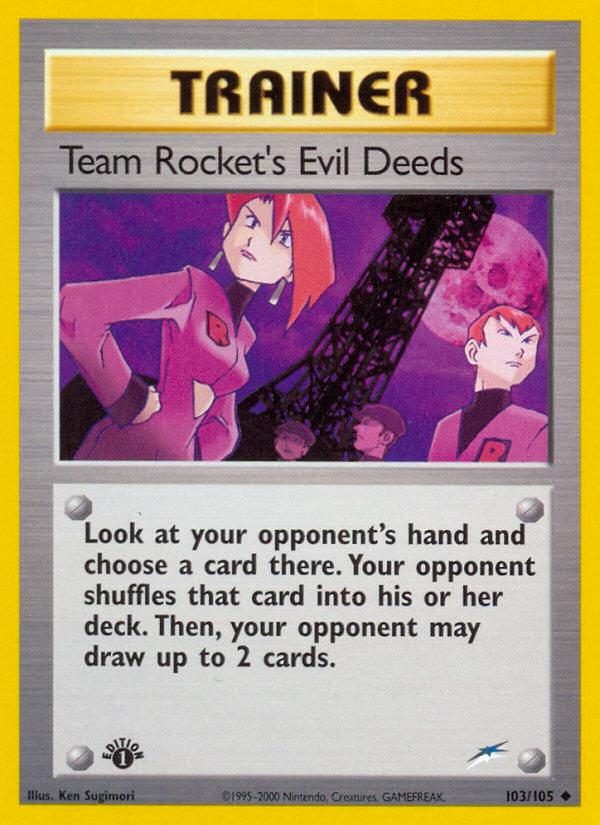 TRAINER
Team Rocket's Evil Deeds
R
R
Look at your opponent's hand and
choose a card there. Your opponent
shuffles that card into his or her
deck. Then, your opponent may
draw up to 2 cards.
EDITION
1
Illus. Ken Sugimori
©1995-2000 Nintendo, Creatures, GAMEFREAK.
103/105